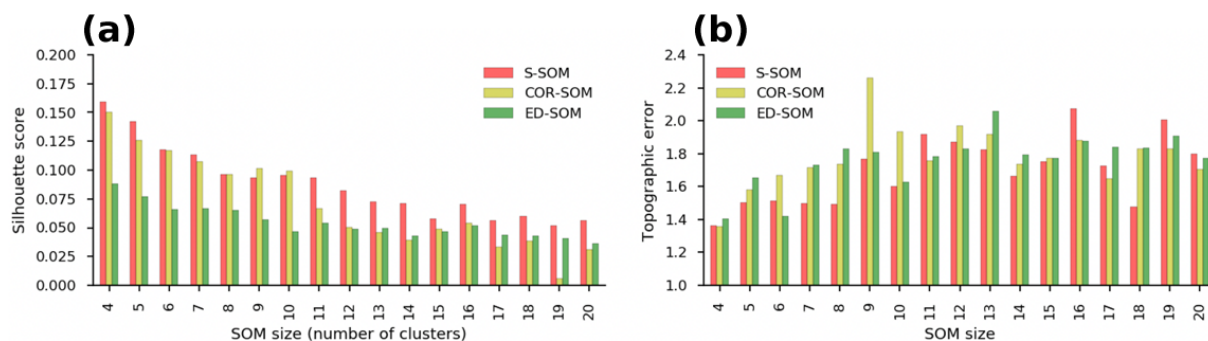 (a)
0.200
0.175
0.150
0.125
0.100
0.075
0.050
0.025
0.000
Silhouette score
S-SOM
COR-SOM
ED-SOM
4 5 6 7 8 9 10 11 12 13 14 15 16 17 18 19 20
SOM size (number of clusters)
(b)
2.4
2.2
2.0
1.8
1.6
1.4
1.2
1.0
Topographic error
S-SOM
COR-SOM
ED-SOM
4 5 6 7 8 9 10 11 12 13 14 15 16 17 18 19 20
SOM size